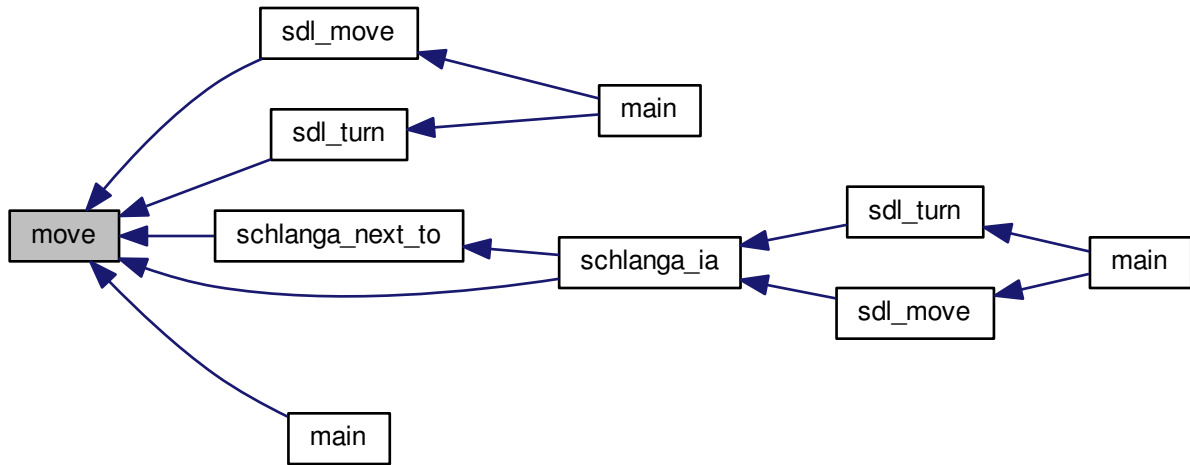 sdl_move
main
sdl_turn
move
schlanga_next_to
schlanga_ia
sdl_turn
main
sdl_move
main